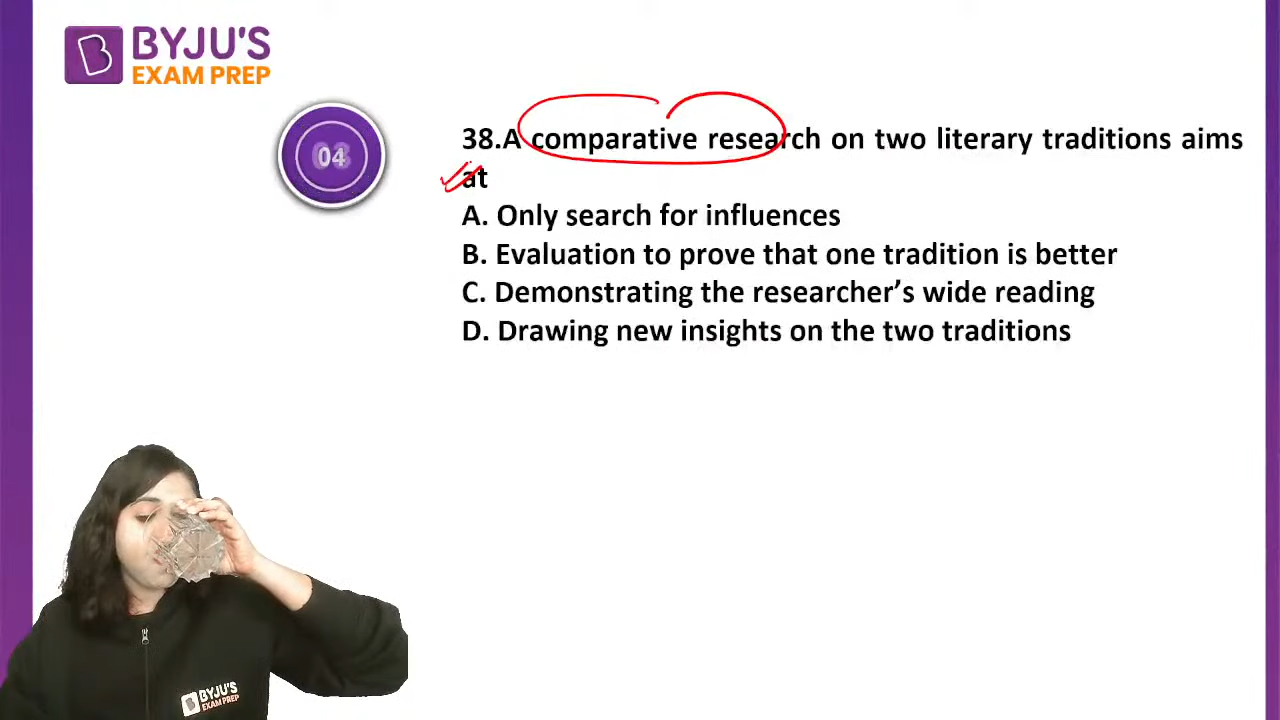 BYJU'S
EXAM PREP
04
38.A comparative research on two literary traditions aims
at
A. Only search for influences
B. Evaluation to prove that one tradition is better
C. Demonstrating the researcher’s wide reading
D. Drawing new insights on the two traditions
BYJU'S
EXAM PREP